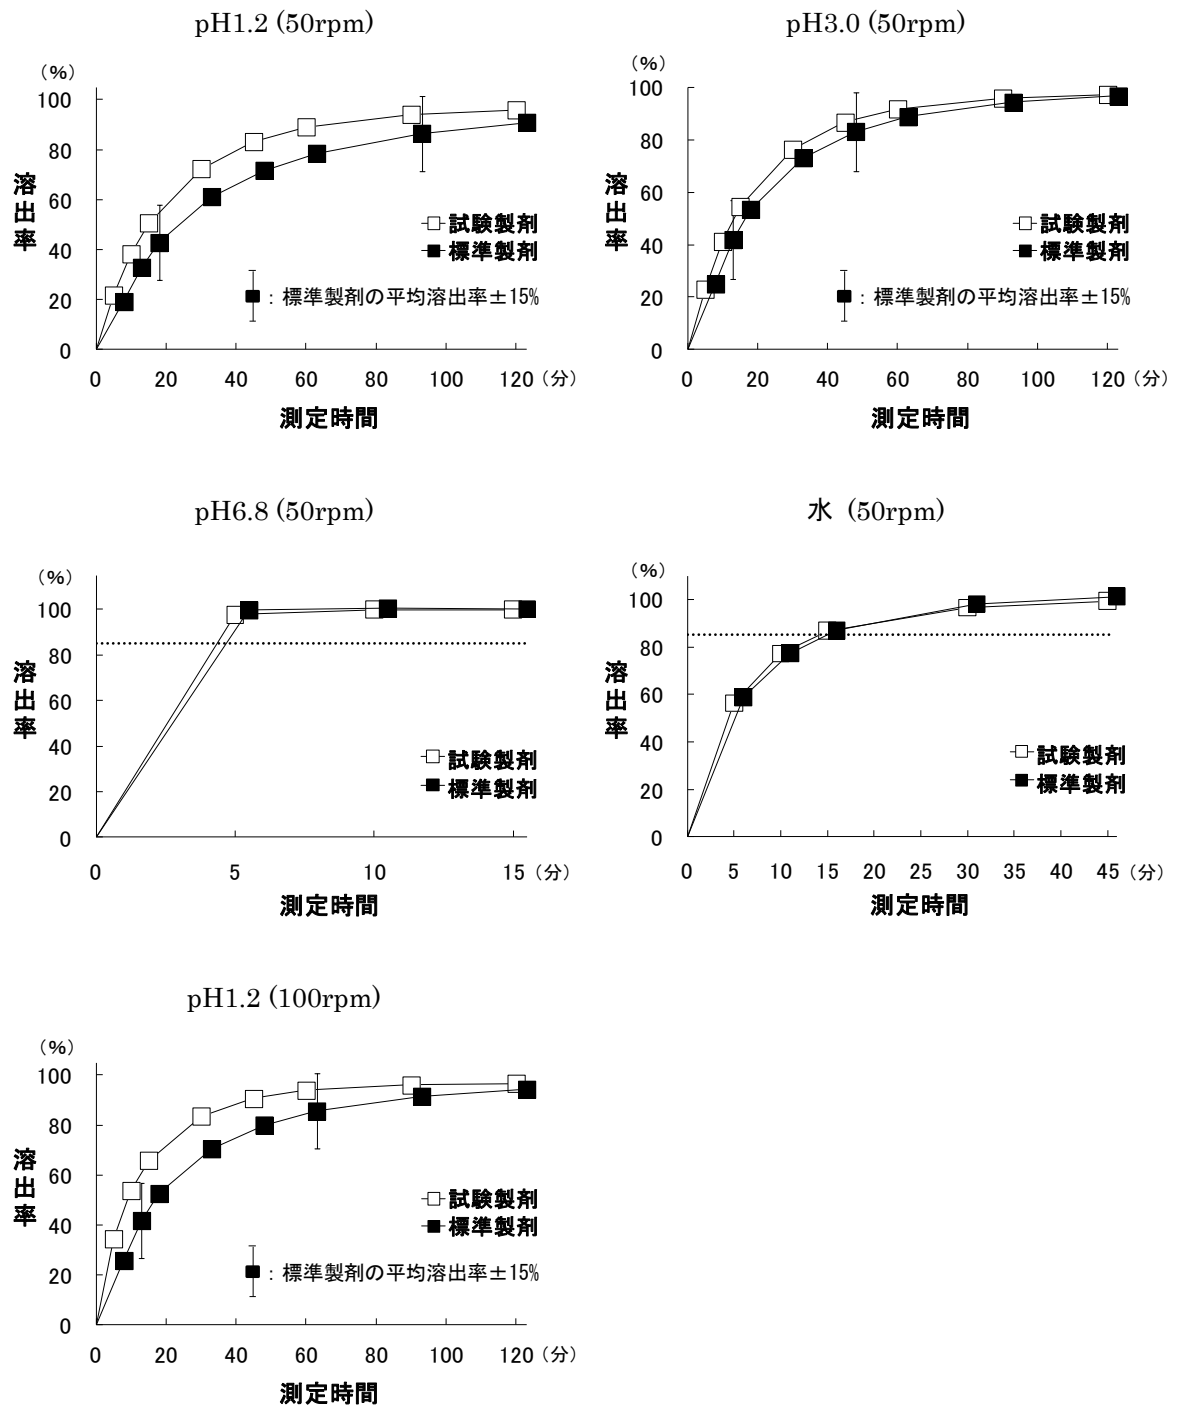 pH1.2 (50rpm)
(%)
100
80
60
40
20
0
溶出率
試験製剤
標準製剤
：標準製剤の平均溶出率±15%
0 20 40 60 80 100 120 (分)
測定時間
pH3.0 (50rpm)
(%)
100
80
60
40
20
0
溶出率
試験製剤
標準製剤
：標準製剤の平均溶出率±15%
0 20 40 60 80 100 120 (分)
測定時間
pH6.8 (50rpm)
(%)
100
80
60
40
20
0
溶出率
試験製剤
標準製剤
0 5 10 15 (分)
測定時間
水 (50rpm)
(%)
100
80
60
40
20
0
溶出率
試験製剤
標準製剤
0 5 10 15 20 25 30 35 40 45 (分)
測定時間
pH1.2 (100rpm)
(%)
100
80
60
40
20
0
溶出率
試験製剤
標準製剤
：標準製剤の平均溶出率±15%
0 20 40 60 80 100 120 (分)
測定時間